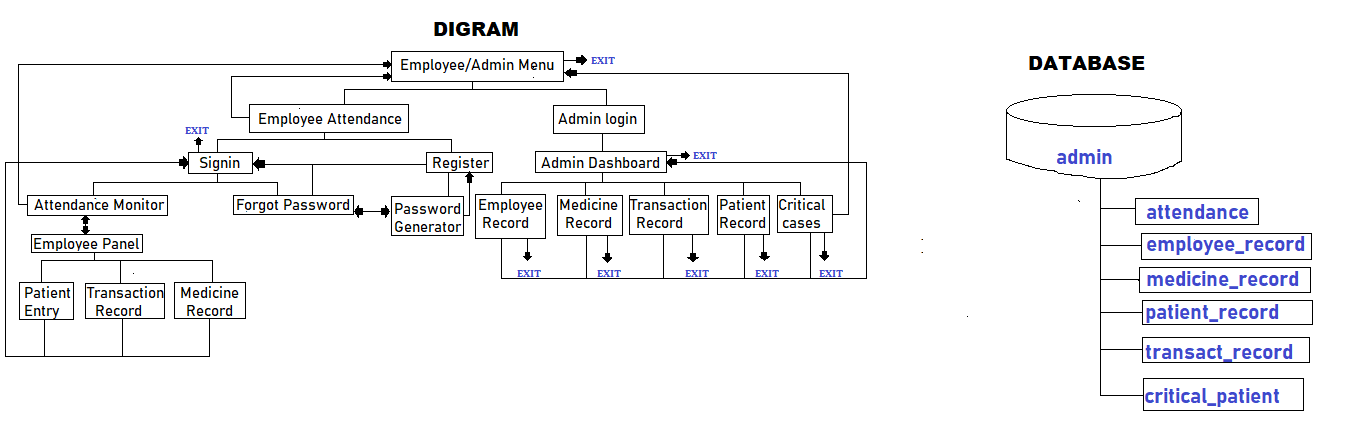 DIGRAM
Employee/Admin Menu
EXIT
DATABASE
Employee Attendance
Admin login
EXIT
Signin
Register
Admin Dashboard
EXIT
admin
Attendance Monitor
Forgot Password
Password
Generator
Employee
Record
Medicine
Record
Transaction
Record
Patient
Record
Critical
cases
Employee Panel
EXIT
EXIT
EXIT
EXIT
EXIT
Patient
Entry
Transaction
Record
Medicine
Record
attendance
employee_record
medicine_record
patient_record
transact_record
critical_patient